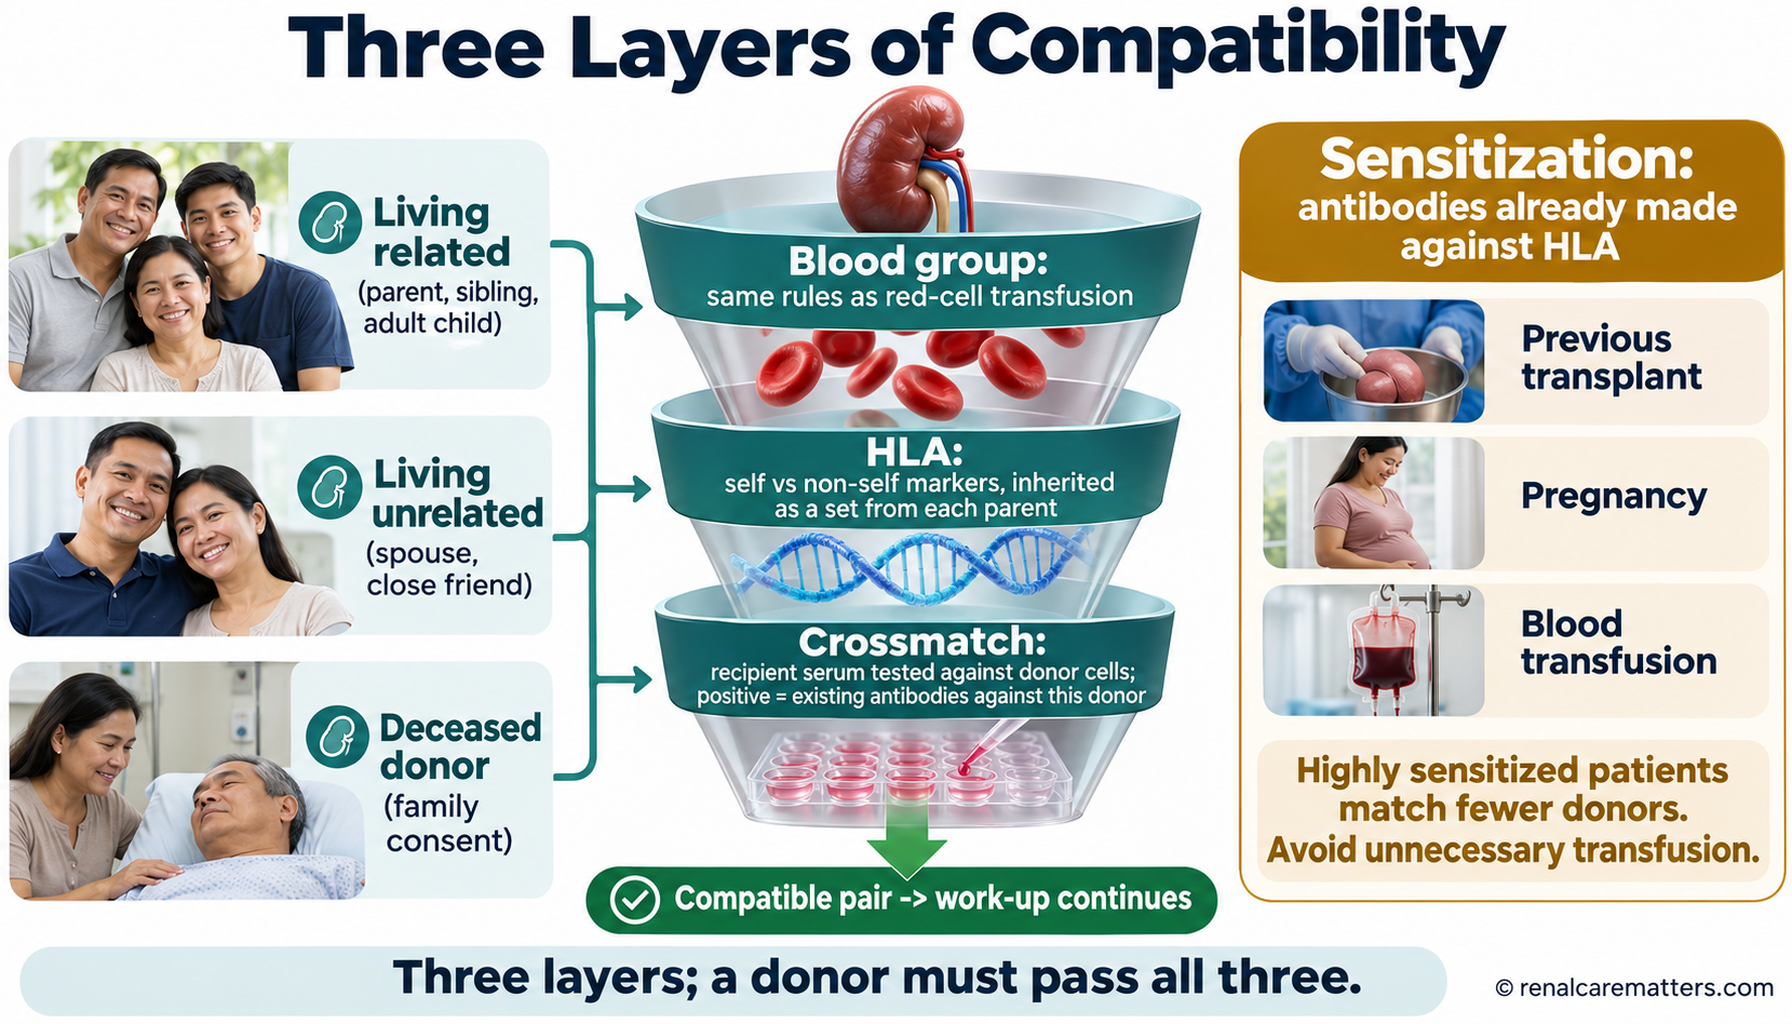 Three Layers of Compatibility
Living
related
(parent, sibling,
adult child)
Living
unrelated
(spouse,
close friend)
Deceased
donor
(family
consent)
Blood group:
same rules as red-cell transfusion
HLA:
self vs non-self markers, inherited
as a set from each parent
Crossmatch:
recipient serum tested against donor cells;
positive = existing antibodies against this donor
Compatible pair -> work-up continues
Sensitization:
antibodies already made
against HLA
Previous
transplant
Pregnancy
Blood
transfusion
Highly sensitized patients
match fewer donors.
Avoid unnecessary transfusion.
Three layers; a donor must pass all three.
© renalcarematters.com